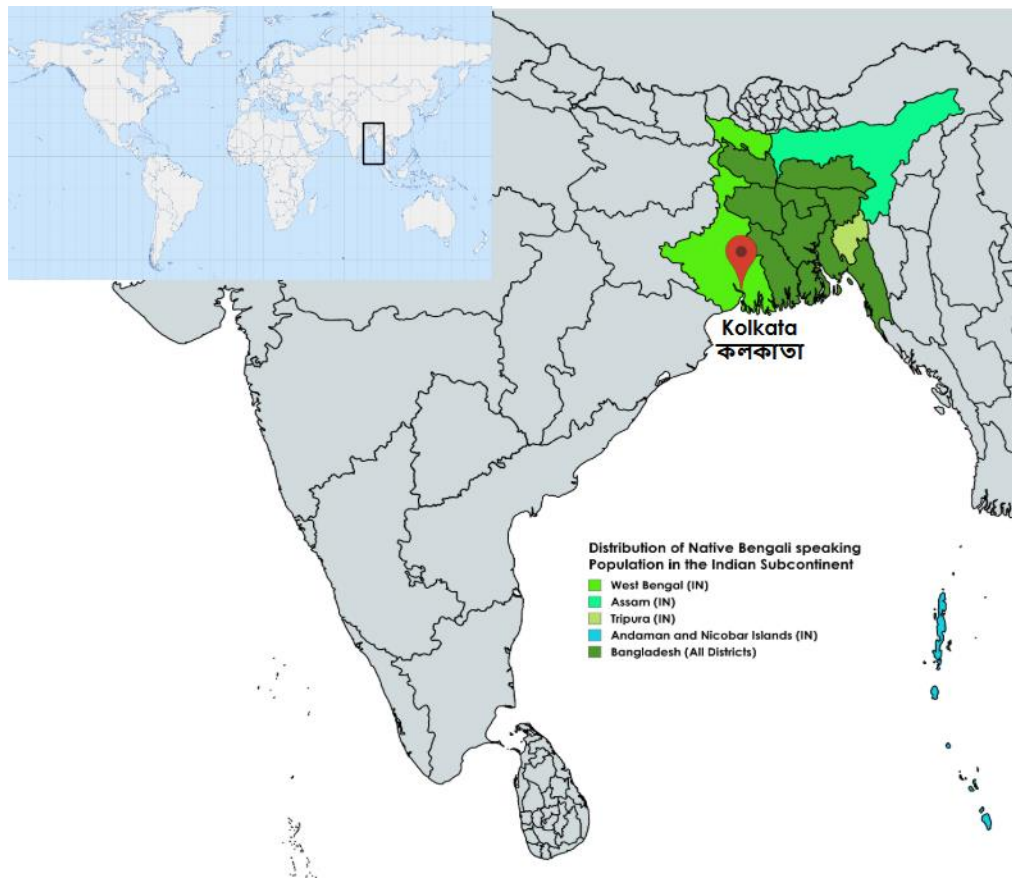 Kolkata
কলকাতা
Distribution of Native Bengali speaking
Population in the Indian Subcontinent
West Bengal (IN)
Assam (IN)
Tripura (IN)
Andaman and Nicobar Islands (IN)
Bangladesh (All Districts)